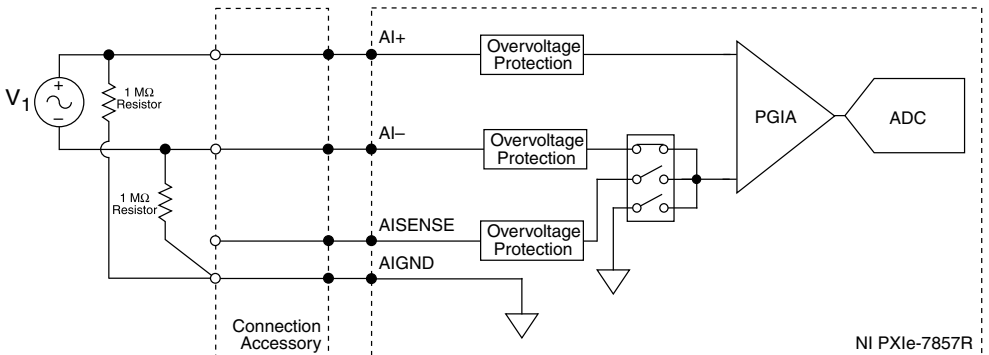 AI+
Overvoltage
Protection
V1
+
–
1 MΩ
Resistor
PGIA
ADC
AI–
Overvoltage
Protection
1 MΩ
Resistor
AISENSE
Overvoltage
Protection
AIGND
Connection
Accessory
NI PXIe-7857R